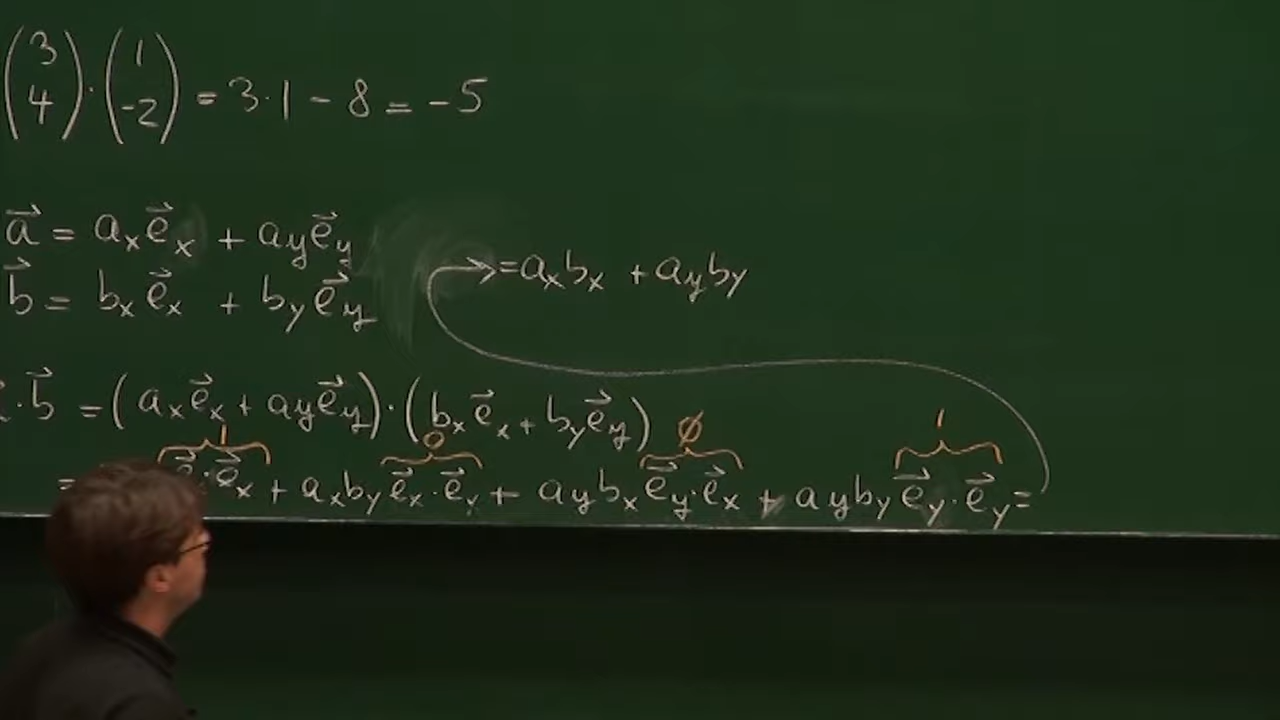 (3 4) · (1 -2) = 3·1 - 8 = -5
a⃗ = aₓe⃗ₓ + a_y e⃗_y
b⃗ = bₓe⃗ₓ + b_y e⃗_y
= aₓbₓ + a_y b_y
· b⃗ = (aₓe⃗ₓ + a_y e⃗_y) · (bₓe⃗ₓ + b_y e⃗_y)
1 0 ∅ 1
= e⃗ · e⃗ₓ + aₓb_y e⃗ₓ · e⃗_y + a_y bₓ e⃗_y · e⃗ₓ + a_y b_y e⃗_y · e⃗_y =